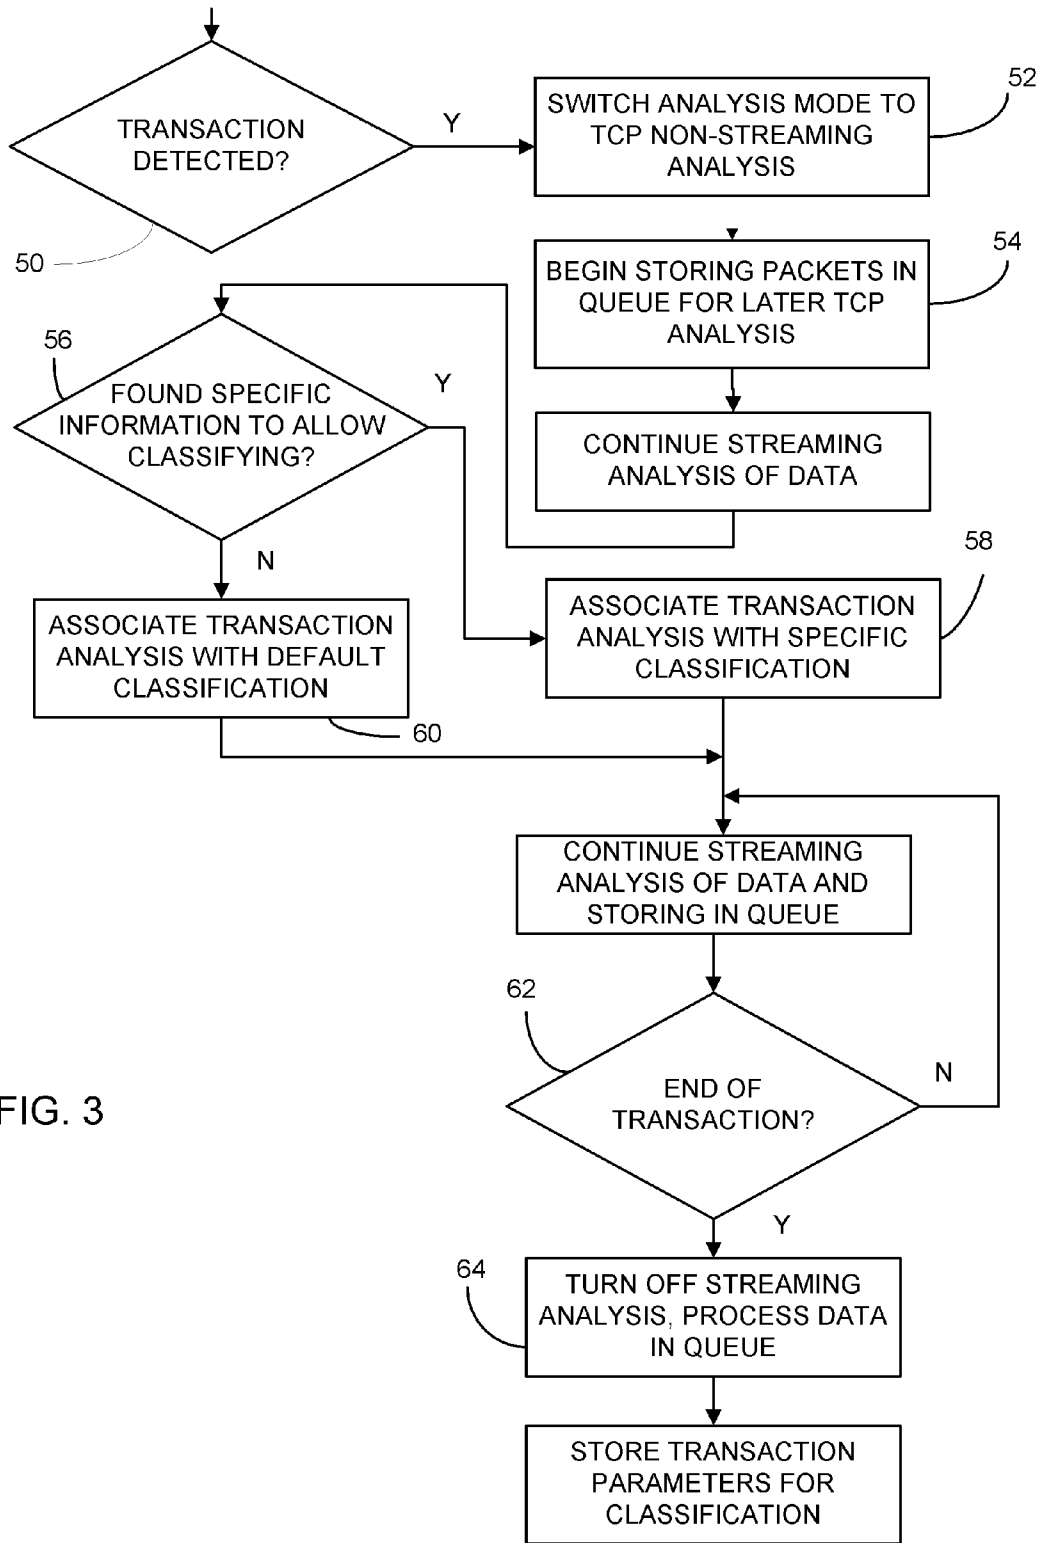 TRANSACTION
DETECTED?
Y
50
SWITCH ANALYSIS MODE TO
TCP NON-STREAMING
ANALYSIS
52
BEGIN STORING PACKETS IN
QUEUE FOR LATER TCP
ANALYSIS
54
CONTINUE STREAMING
ANALYSIS OF DATA
56
FOUND SPECIFIC
INFORMATION TO ALLOW
CLASSIFYING?
Y
N
ASSOCIATE TRANSACTION
ANALYSIS WITH SPECIFIC
CLASSIFICATION
58
ASSOCIATE TRANSACTION
ANALYSIS WITH DEFAULT
CLASSIFICATION
60
CONTINUE STREAMING
ANALYSIS OF DATA AND
STORING IN QUEUE
62
END OF
TRANSACTION?
N
Y
FIG. 3
64
TURN OFF STREAMING
ANALYSIS, PROCESS DATA
IN QUEUE
STORE TRANSACTION
PARAMETERS FOR
CLASSIFICATION